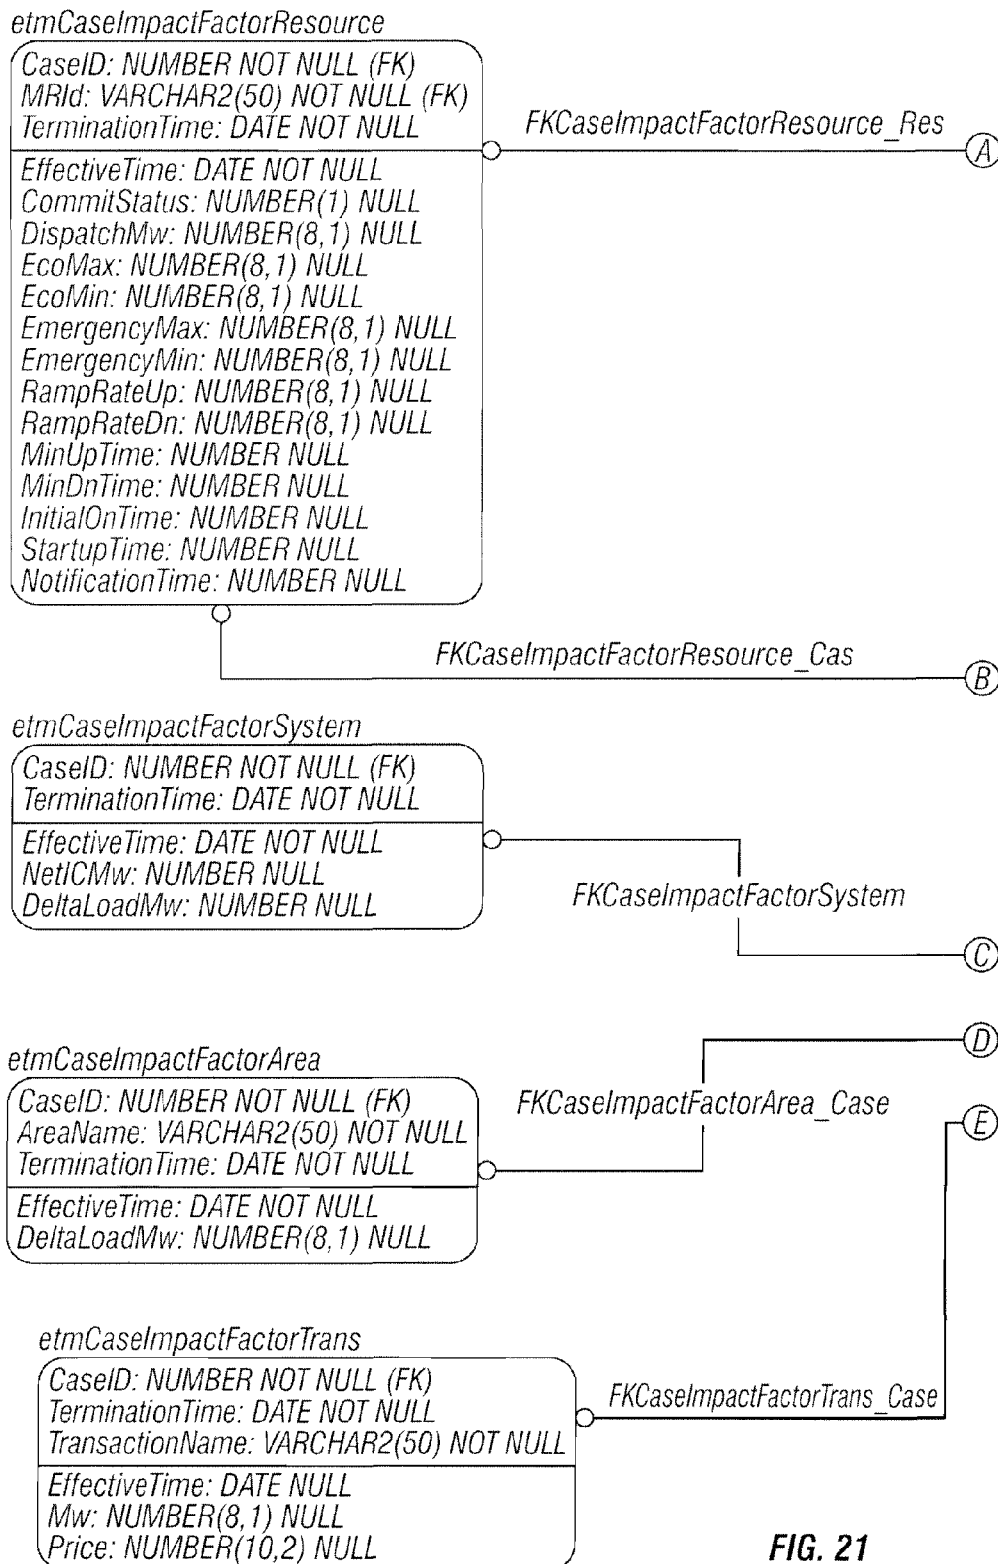 etmCaseImpactFactorResource
CaseID: NUMBER NOT NULL (FK)
MRId: VARCHAR2(50) NOT NULL (FK)
TerminationTime: DATE NOT NULL
FKCaseImpactFactorResource_Res
A
EffectiveTime: DATE NOT NULL
CommitStatus: NUMBER(1) NULL
DispatchMw: NUMBER(8,1) NULL
EcoMax: NUMBER(8,1) NULL
EcoMin: NUMBER(8,1) NULL
EmergencyMax: NUMBER(8,1) NULL
EmergencyMin: NUMBER(8,1) NULL
RampRateUp: NUMBER(8,1) NULL
RampRateDn: NUMBER(8,1) NULL
MinUpTime: NUMBER NULL
MinDnTime: NUMBER NULL
InitialOnTime: NUMBER NULL
StartupTime: NUMBER NULL
NotificationTime: NUMBER NULL
FKCaseImpactFactorResource_Cas
B
etmCaseImpactFactorSystem
CaseID: NUMBER NOT NULL (FK)
TerminationTime: DATE NOT NULL
EffectiveTime: DATE NOT NULL
NetICMw: NUMBER NULL
DeltaLoadMw: NUMBER NULL
FKCaseImpactFactorSystem
C
etmCaseImpactFactorArea
CaseID: NUMBER NOT NULL (FK)
AreaName: VARCHAR2(50) NOT NULL
TerminationTime: DATE NOT NULL
EffectiveTime: DATE NOT NULL
DeltaLoadMw: NUMBER(8,1) NULL
D
FKCaseImpactFactorArea_Case
E
etmCaseImpactFactorTrans
CaseID: NUMBER NOT NULL (FK)
TerminationTime: DATE NOT NULL
TransactionName: VARCHAR2(50) NOT NULL
FKCaseImpactFactorTrans_Case
EffectiveTime: DATE NULL
Mw: NUMBER(8,1) NULL
Price: NUMBER(10,2) NULL
FIG. 21